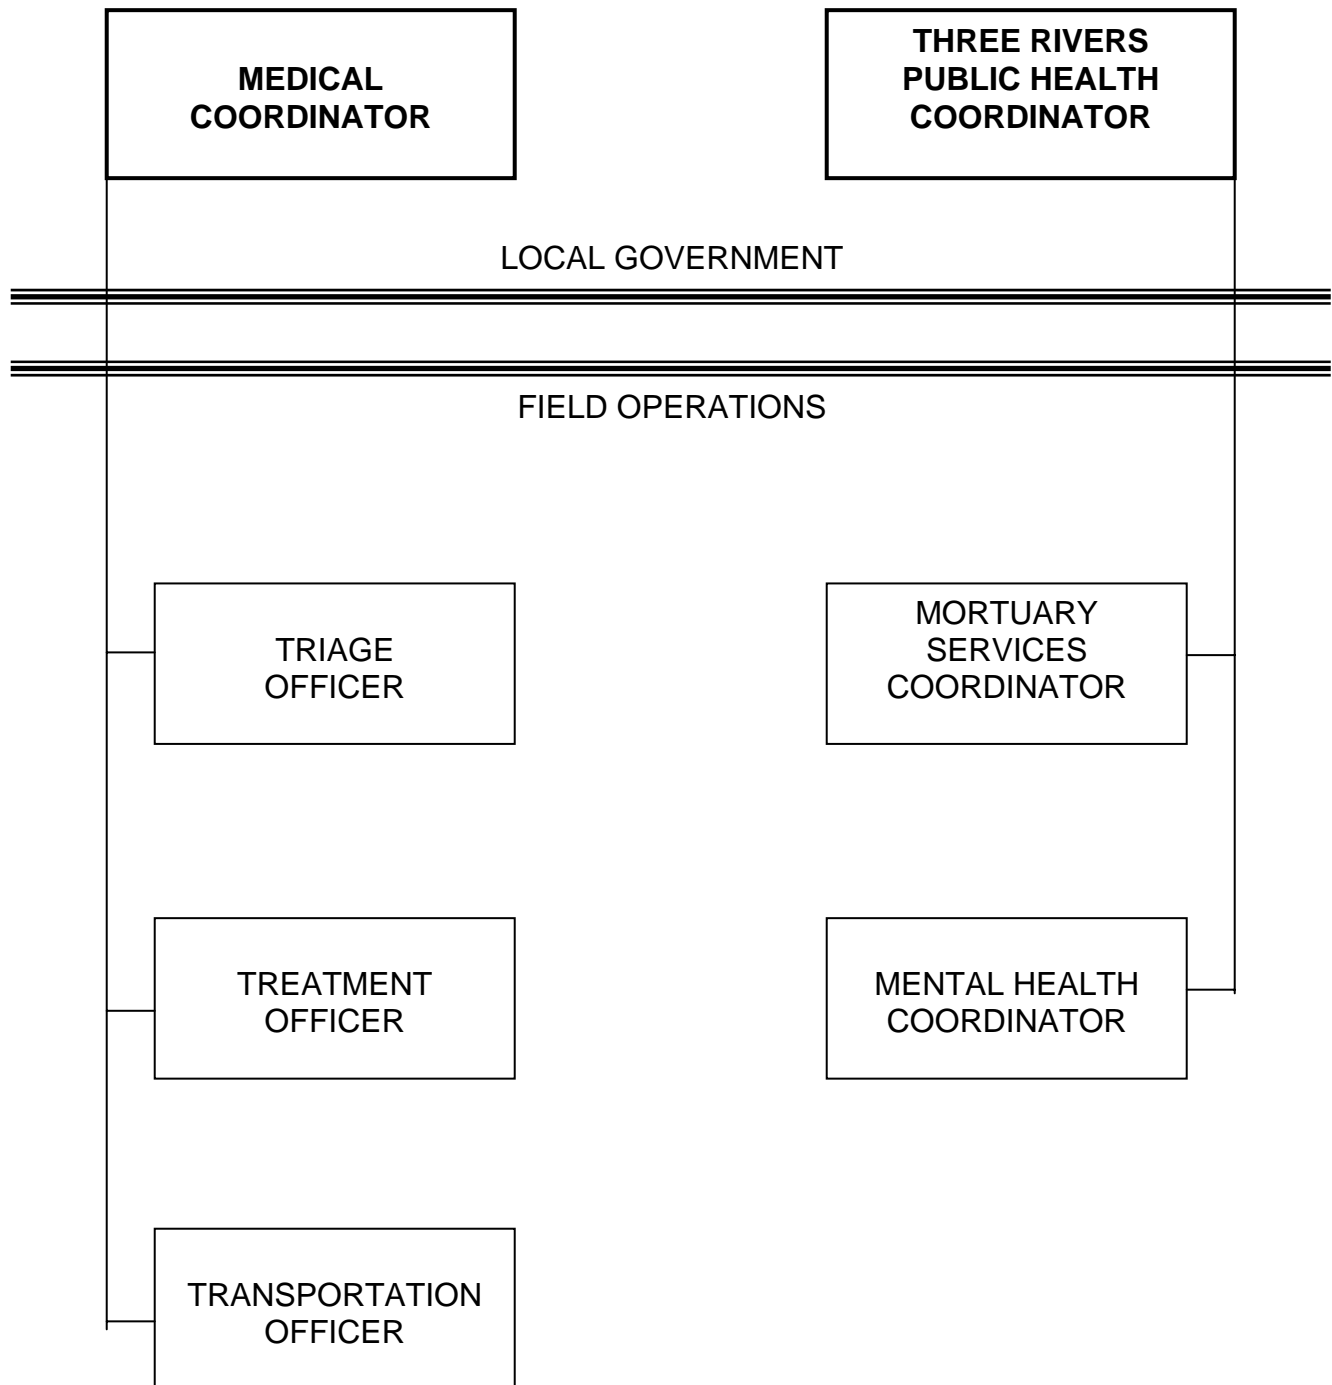 MEDICAL
COORDINATOR
THREE RIVERS
PUBLIC HEALTH
COORDINATOR
LOCAL GOVERNMENT
FIELD OPERATIONS
TRIAGE
OFFICER
MORTUARY
SERVICES
COORDINATOR
TREATMENT
OFFICER
MENTAL HEALTH
COORDINATOR
TRANSPORTATION
OFFICER